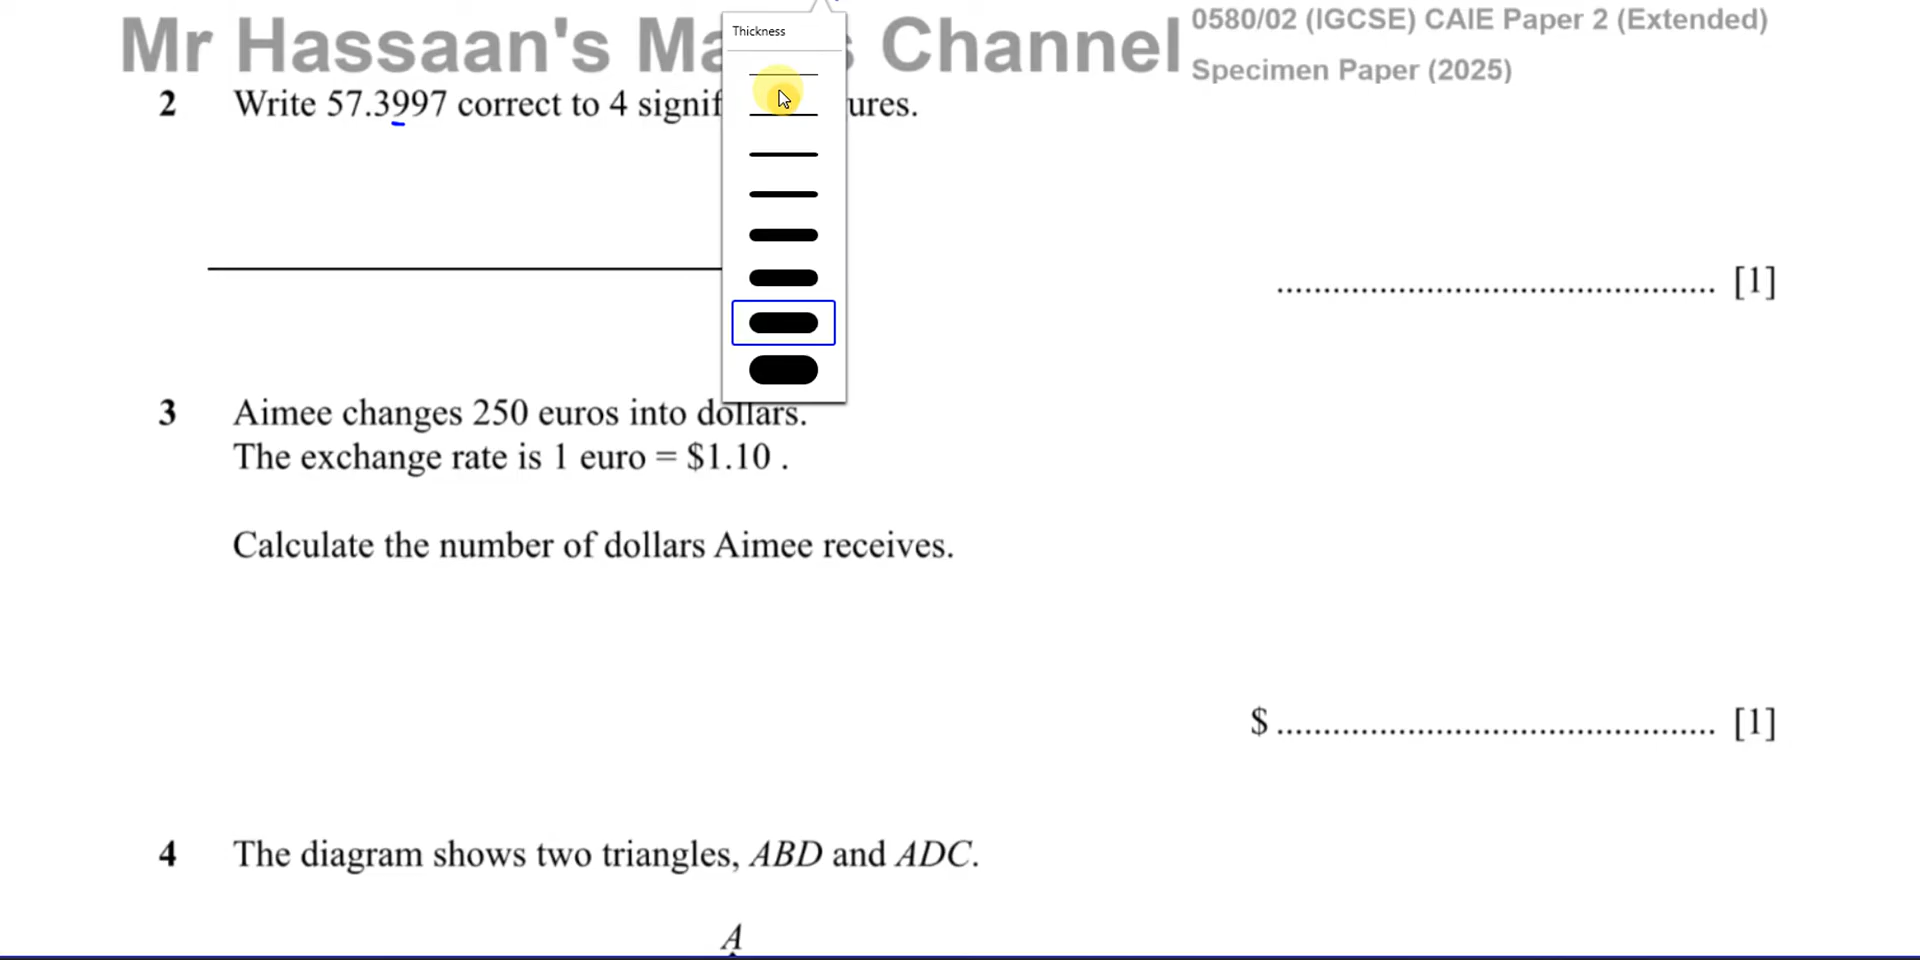 Mr Hassaan's Ma s Channel
0580/02 (IGCSE) CAIE Paper 2 (Extended)
Specimen Paper (2025)
Thickness
2 Write 57.3997 correct to 4 signif ures.
[1]
3 Aimee changes 250 euros into dollars.
The exchange rate is 1 euro = $1.10 .
Calculate the number of dollars Aimee receives.
$ [1]
4 The diagram shows two triangles, ABD and ADC.
A